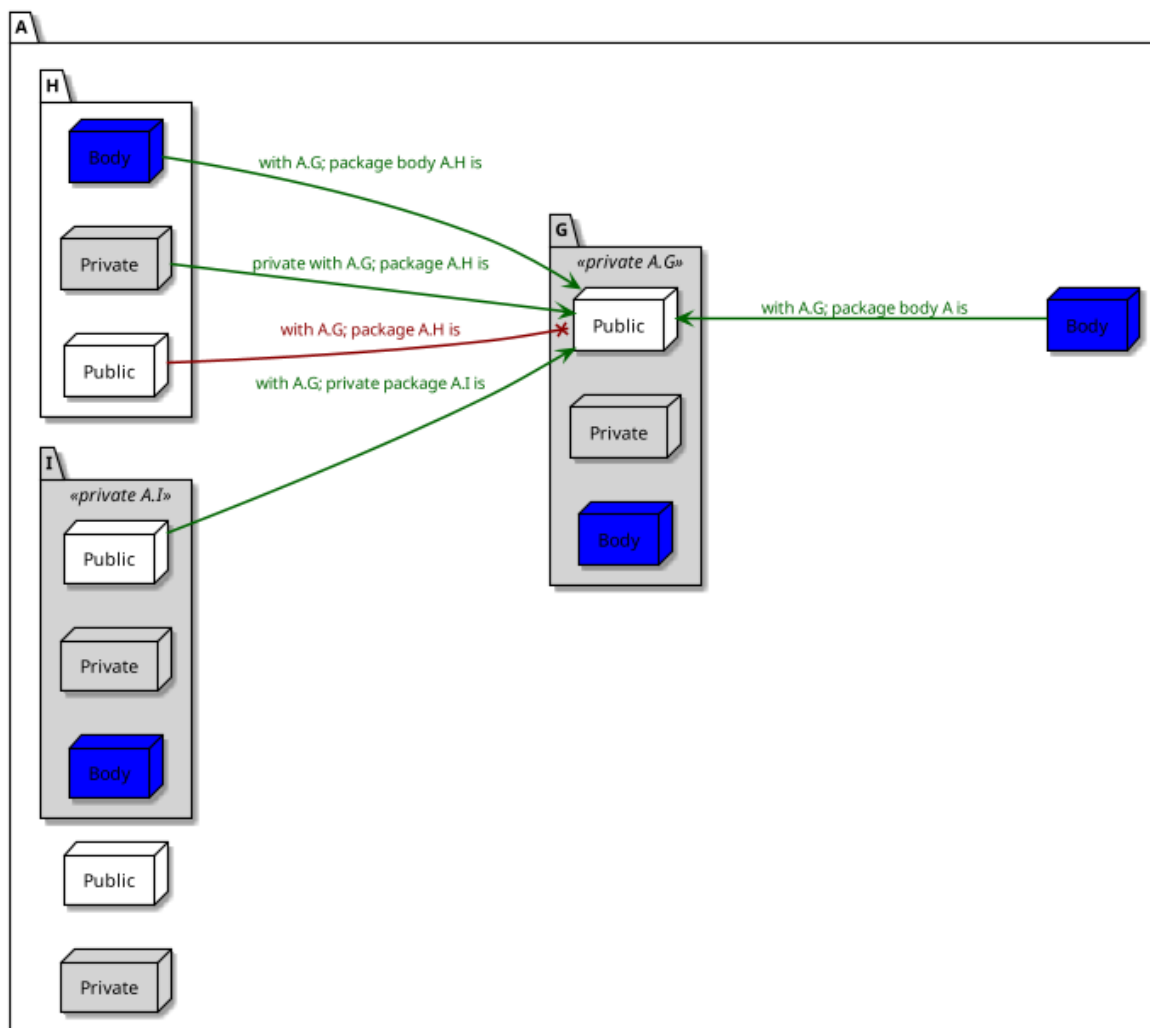 A
H
Body
with A.G; package body A.H is
Private
private with A.G; package A.H is
Public
with A.G; package A.H is
with A.G; private package A.I is
G
«private A.G»
Public
Private
Body
with A.G; package body A is
Body
I
«private A.I»
Public
Private
Body
Public
Private